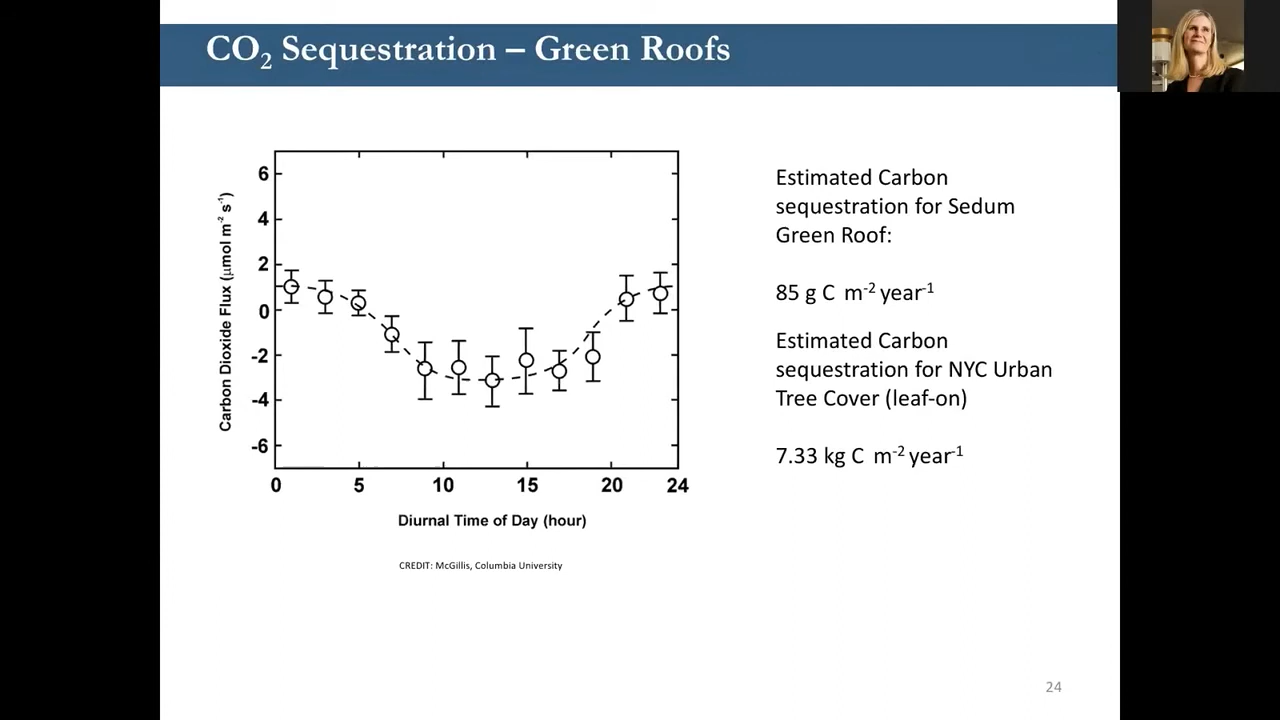 CO2 Sequestration – Green Roofs
6
4
2
0
-2
-4
-6
Carbon Dioxide Flux (μmol m-2 s-1)
0 5 10 15 20 24
Diurnal Time of Day (hour)
CREDIT: McGillis, Columbia University
Estimated Carbon
sequestration for Sedum
Green Roof:
85 g C m-2 year-1
Estimated Carbon
sequestration for NYC Urban
Tree Cover (leaf-on)
7.33 kg C m-2 year-1
24